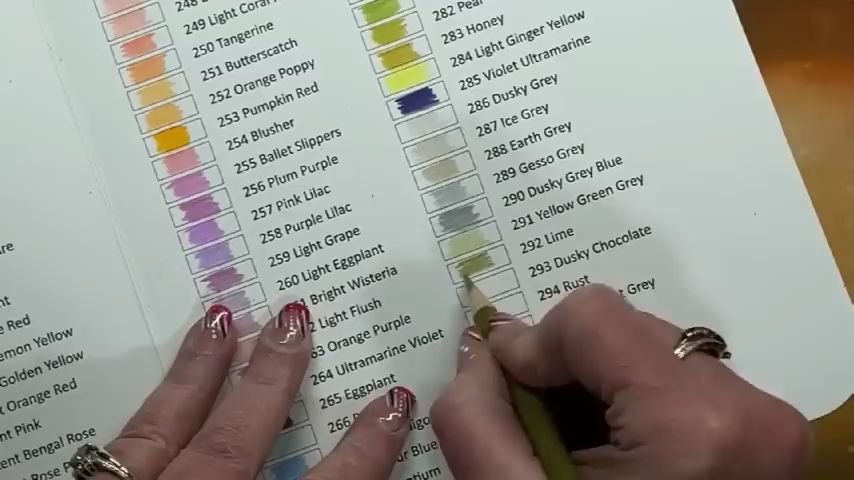 249 Light Coral
250 Tangerine
251 Butterscatch
252 Orange Poppy
253 Pumpkin Red
254 Blusher
255 Ballet Slippers
256 Plum Purple
257 Pink Lilac
258 Purple Lilac
259 Light Grape
260 Light Eggplant
Bright Wisteria
Light Flush
Orange Purple
264 Ultramarine Violet
265 Eggplant
282 Pear
283 Honey
284 Light Ginger Yellow
285 Violet Ultramarine
286 Dusky Grey
287 Ice Grey
288 Earth Grey
289 Gesso Grey
290 Dusky Grey Blue
291 Yellow Green Grey
292 Lime
293 Dusky Chocolate
294 Rust
Grey
Red
Yellow
Golden Yellow
Orange Red
Pink
Bengal Rose